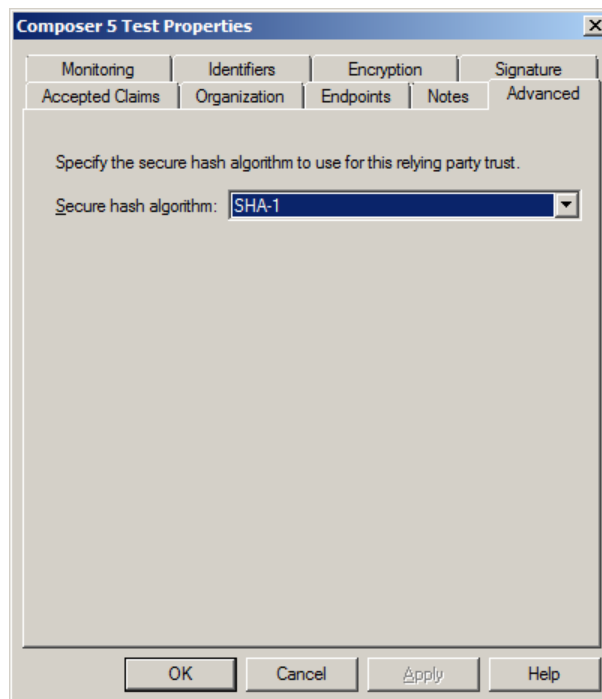 Composer 5 Test Properties
Monitoring Identifiers Encryption Signature
Accepted Claims Organization Endpoints Notes Advanced
Specify the secure hash algorithm to use for this relying party trust.
Secure hash algorithm: SHA-1
OK Cancel Apply Help